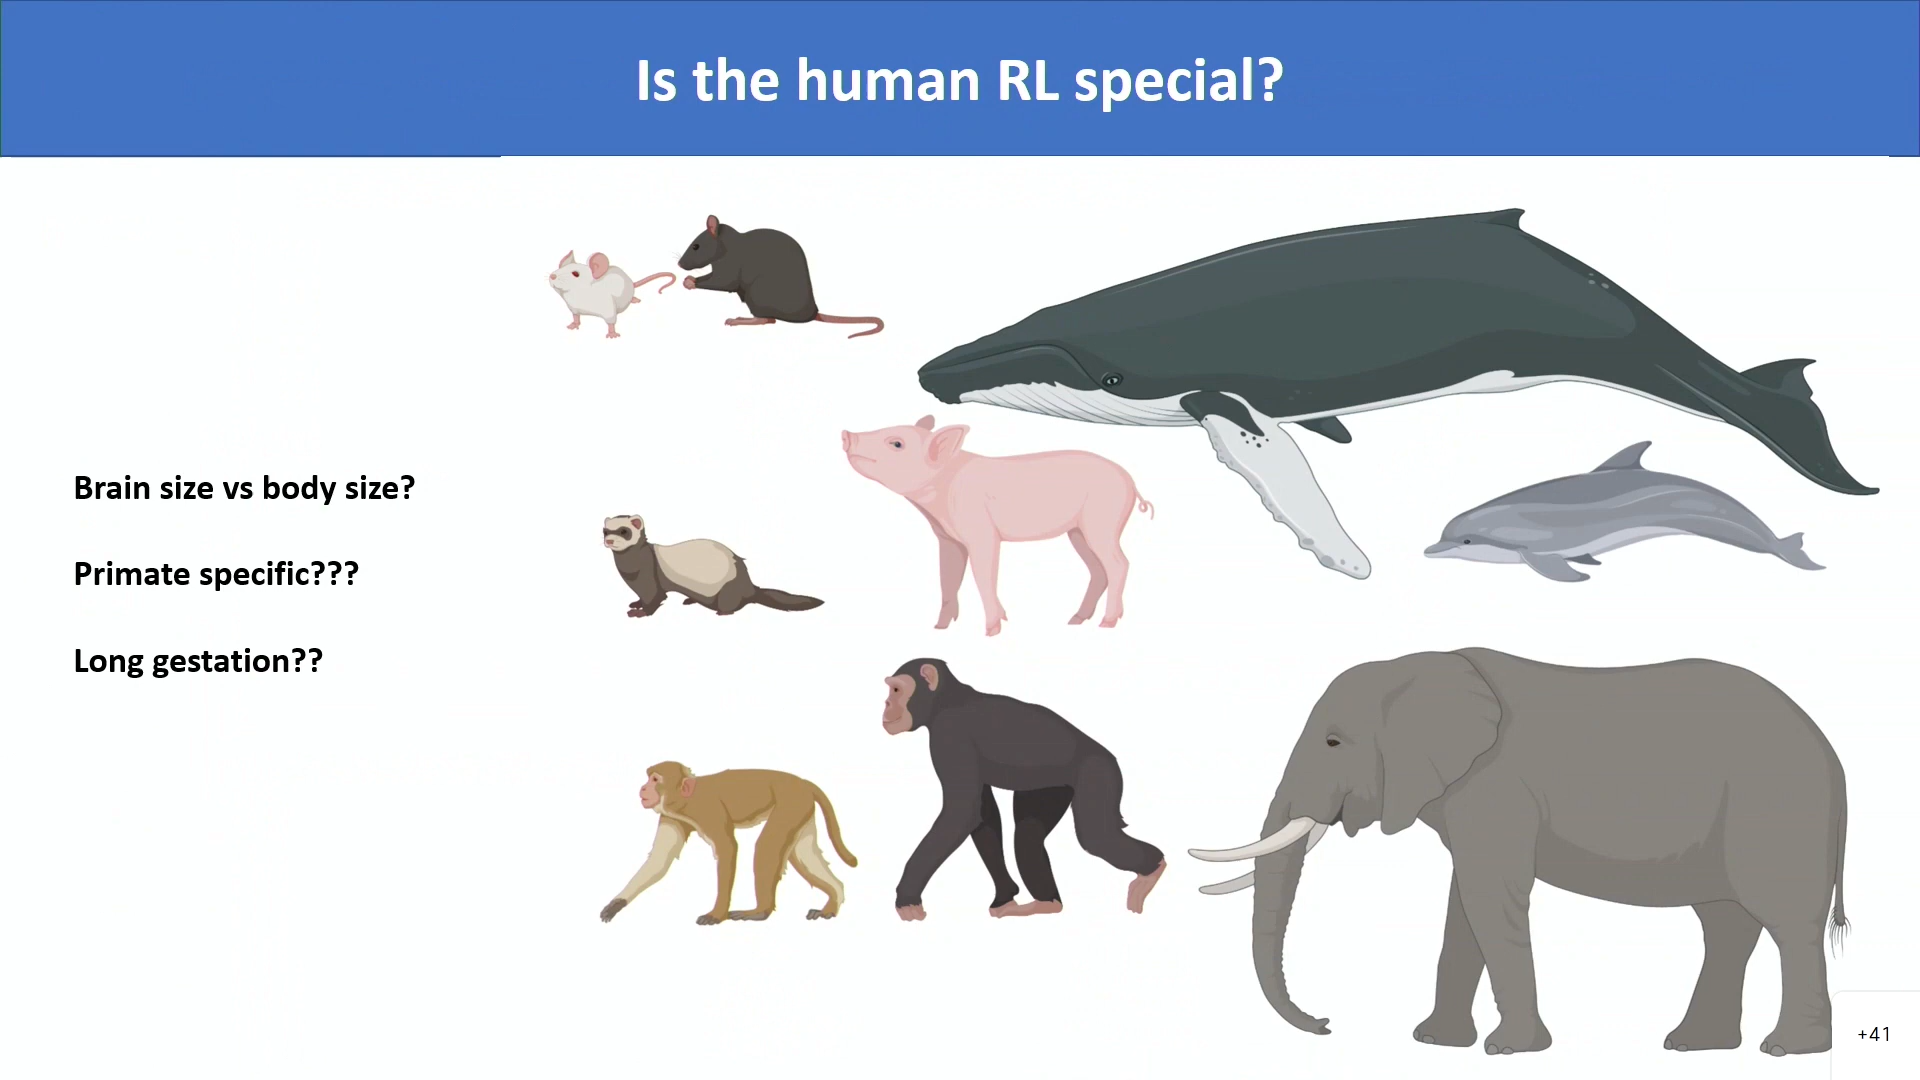 Is the human RL special?
Brain size vs body size?
Primate specific???
Long gestation??
+41